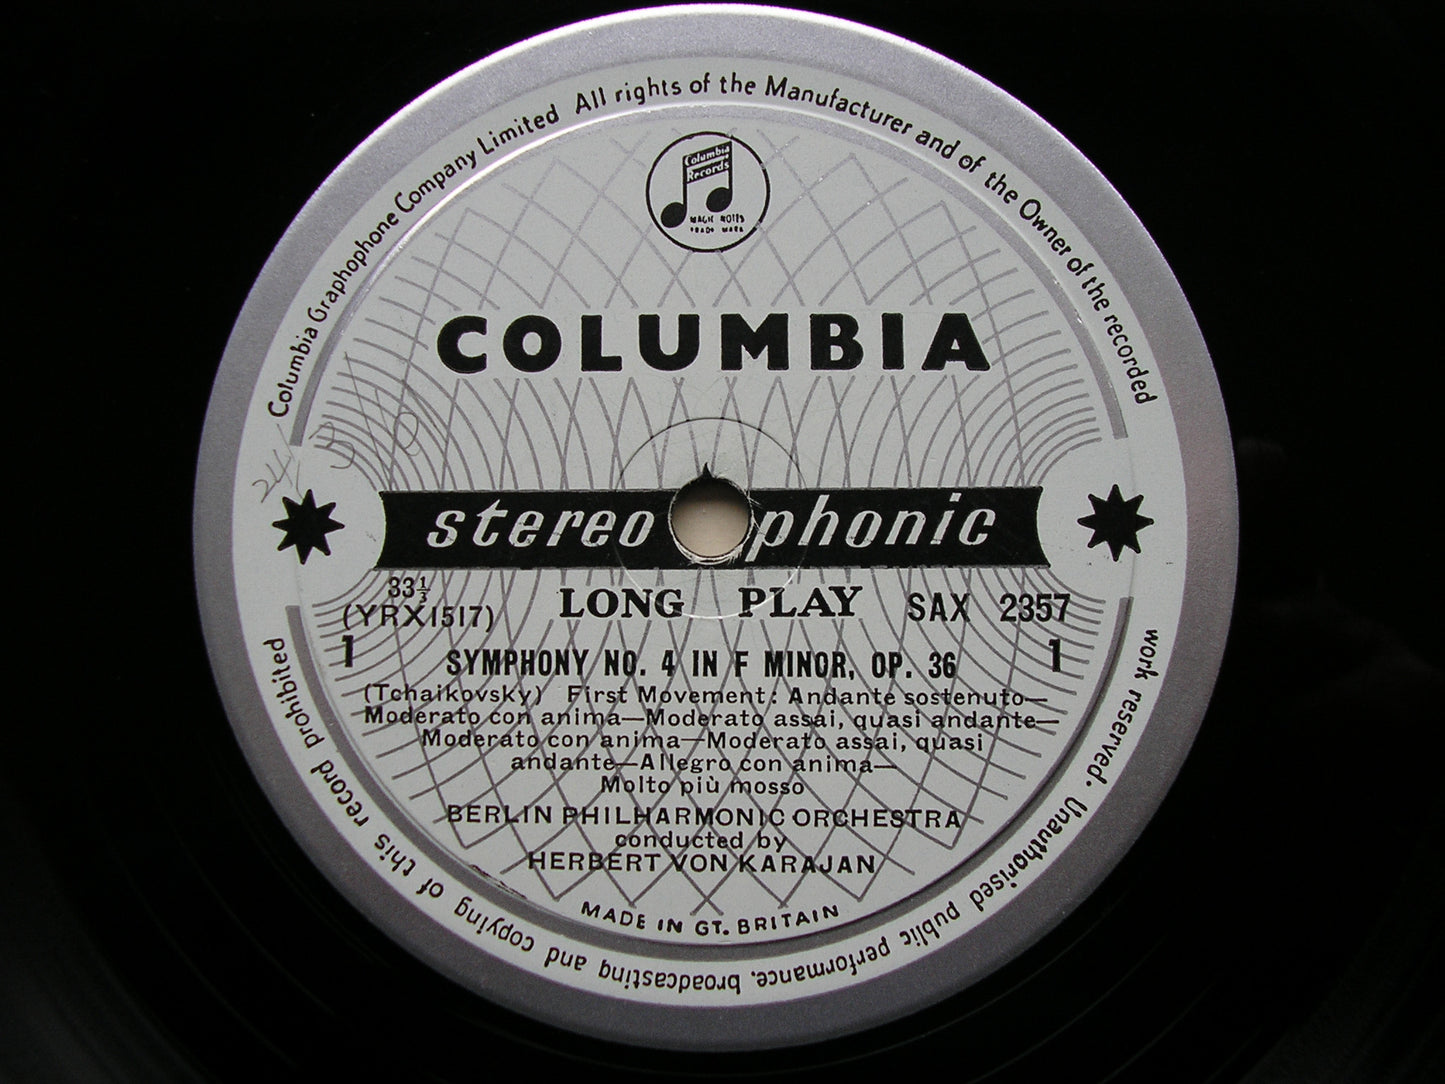 Columbia Graphophone Company Limited All rights of the Manufacturer and of the Owner of the recorded
work reserved. Unauthorised public performance, broadcasting and copying of this record prohibited
Columbia
Records
MAGIC NOTES
TRADE MARK
COLUMBIA
stereophonic
33⅓
LONG PLAY SAX 2357
(YRX1517)
1 1
SYMPHONY NO. 4 IN F MINOR, OP. 36
(Tchaikovsky) First Movement: Andante sostenuto—
Moderato con anima—Moderato assai, quasi andante—
Moderato con anima—Moderato assai, quasi
andante—Allegro con anima—
Molto più mosso
BERLIN PHILHARMONIC ORCHESTRA
conducted by
HERBERT VON KARAJAN
MADE IN GT. BRITAIN